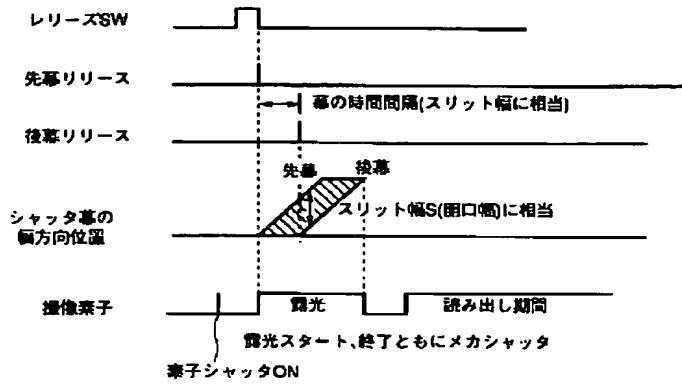 レリーズSW
先幕リリース
幕の時間間隔(スリット幅に相当)
後幕リリース
先幕
後幕
スリット幅S(開口幅)に相当
シャッタ幕の
幅方向位置
撮像素子
露光
読み出し期間
露光スタート、終了ともにメカシャッタ
素子シャッタON